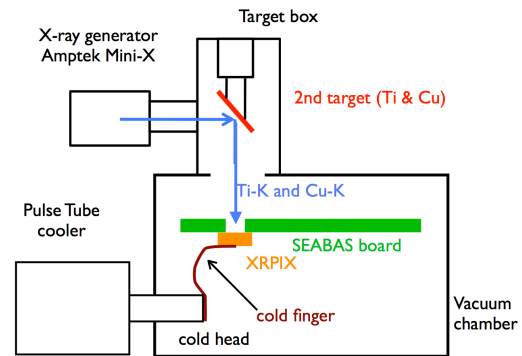 Target box
X-ray generator
Amptek Mini-X
2nd target (Ti & Cu)
Ti-K and Cu-K
Pulse Tube
cooler
SEABAS board
XRPIX
cold finger
cold head
Vacuum
chamber